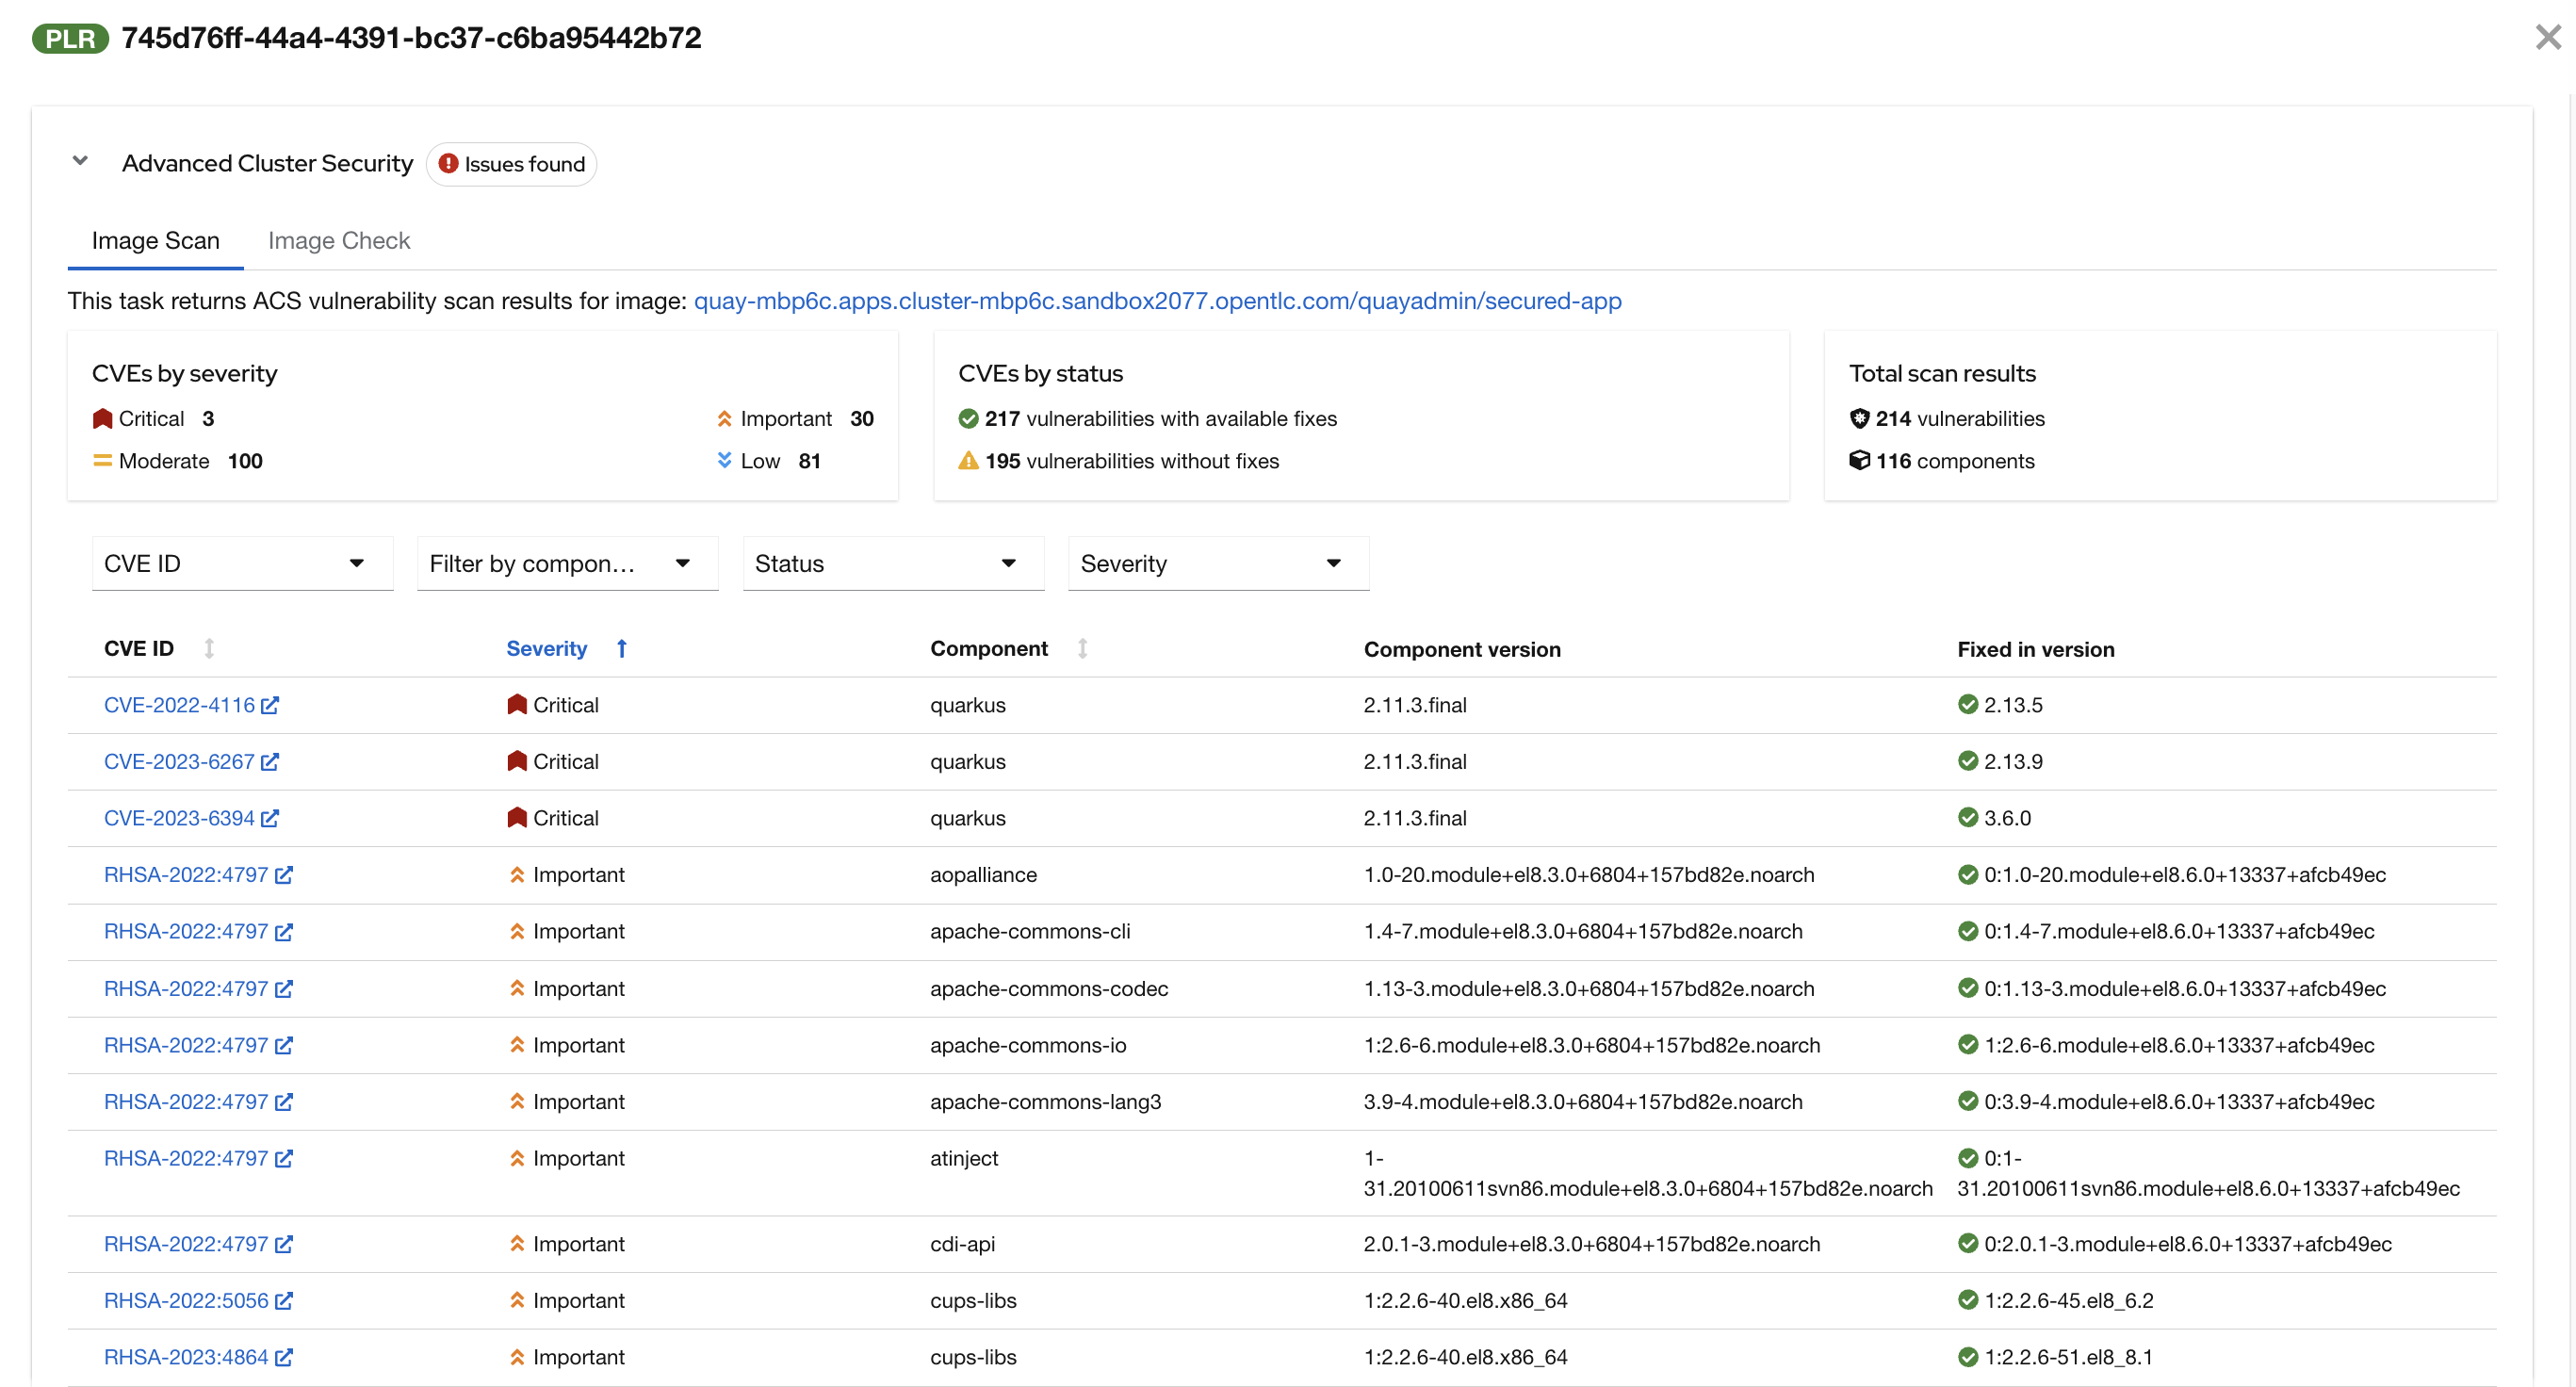 PLR 745d76ff-44a4-4391-bc37-c6ba95442b72
Advanced Cluster Security Issues found
Image Scan Image Check
This task returns ACS vulnerability scan results for image: quay-mbp6c.apps.cluster-mbp6c.sandbox2077.opentlc.com/quayadmin/secured-app
CVEs by severity
Critical 3 Important 30
Moderate 100 Low 81
CVEs by status
217 vulnerabilities with available fixes
195 vulnerabilities without fixes
Total scan results
214 vulnerabilities
116 components
CVE ID Filter by compon... Status Severity
CVE ID Severity Component Component version Fixed in version
CVE-2022-4116 Critical quarkus 2.11.3.final 2.13.5
CVE-2023-6267 Critical quarkus 2.11.3.final 2.13.9
CVE-2023-6394 Critical quarkus 2.11.3.final 3.6.0
RHSA-2022:4797 Important aopalliance 1.0-20.module+el8.3.0+6804+157bd82e.noarch 0:1.0-20.module+el8.6.0+13337+afcb49ec
RHSA-2022:4797 Important apache-commons-cli 1.4-7.module+el8.3.0+6804+157bd82e.noarch 0:1.4-7.module+el8.6.0+13337+afcb49ec
RHSA-2022:4797 Important apache-commons-codec 1.13-3.module+el8.3.0+6804+157bd82e.noarch 0:1.13-3.module+el8.6.0+13337+afcb49ec
RHSA-2022:4797 Important apache-commons-io 1:2.6-6.module+el8.3.0+6804+157bd82e.noarch 1:2.6-6.module+el8.6.0+13337+afcb49ec
RHSA-2022:4797 Important apache-commons-lang3 3.9-4.module+el8.3.0+6804+157bd82e.noarch 0:3.9-4.module+el8.6.0+13337+afcb49ec
RHSA-2022:4797 Important atinject 1- 0:1-
31.20100611svn86.module+el8.3.0+6804+157bd82e.noarch 31.20100611svn86.module+el8.6.0+13337+afcb49ec
RHSA-2022:4797 Important cdi-api 2.0.1-3.module+el8.3.0+6804+157bd82e.noarch 0:2.0.1-3.module+el8.6.0+13337+afcb49ec
RHSA-2022:5056 Important cups-libs 1:2.2.6-40.el8.x86_64 1:2.2.6-45.el8_6.2
RHSA-2023:4864 Important cups-libs 1:2.2.6-40.el8.x86_64 1:2.2.6-51.el8_8.1